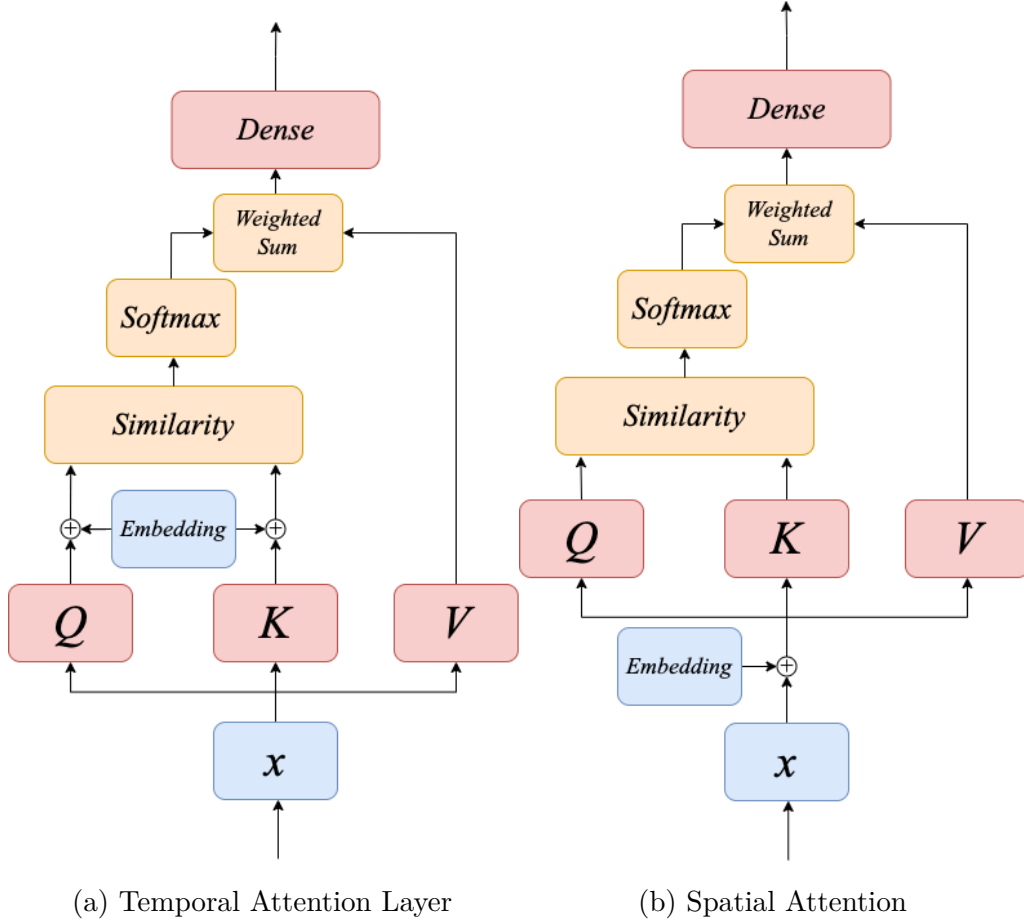 Dense
Weighted
Sum
Softmax
Similarity
Embedding
Q
K
V
x
(a) Temporal Attention Layer
Dense
Weighted
Sum
Softmax
Similarity
Q
K
V
Embedding
x
(b) Spatial Attention